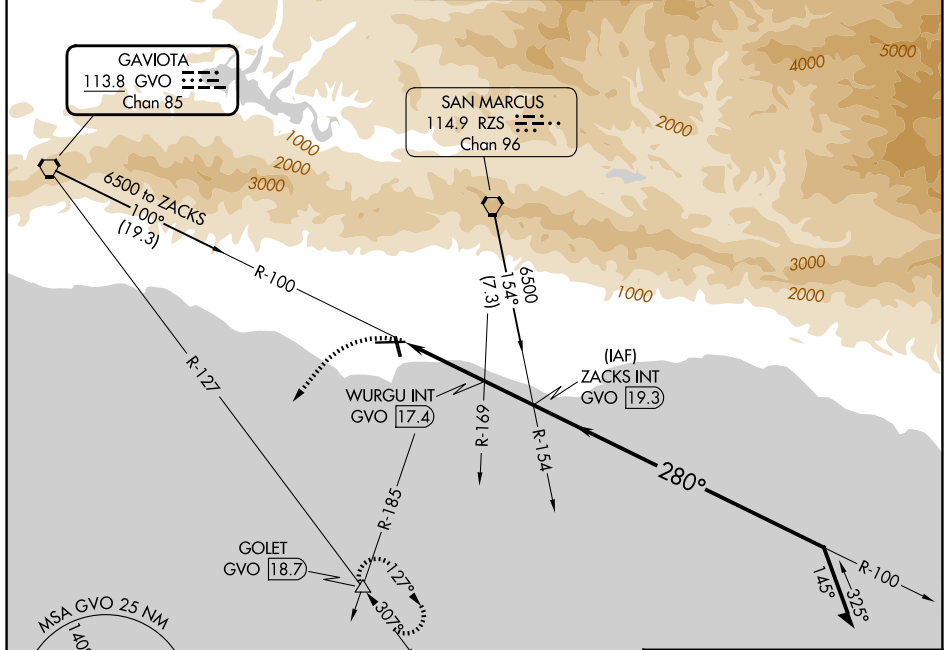 GAVIOTA
113.8 GVO
Chan 85
SAN MARCUS
114.9 RZS
Chan 96
5000
4000
2000
1000
2000
3000
3000
2000
1000
6500 to ZACKS
100°
(19.3)
R-100
6500
154°
(7.3)
R-127
(IAF)
ZACKS INT
GVO 19.3
WURGU INT
GVO 17.4
R-169
R-154
280°
R-185
GOLET
GVO 18.7
127°
307°
R-100
145°
325°
MSA GVO 25 NM
140°